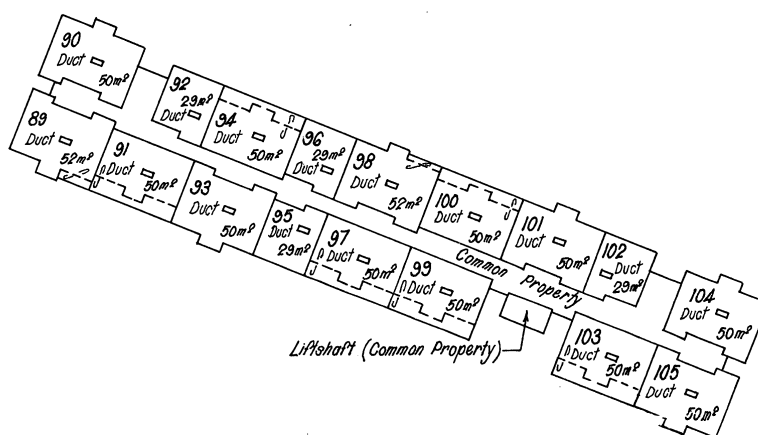 90
Duct
50m²
92
29m²
Duct
94
Duct
50m²
96
29m²
Duct
98
Duct
52m²
100
Duct
50m²
101
Duct
50m²
102
Duct
29m²
104
Duct
50m²
89
Duct
52m²
91
Duct
50m²
93
Duct
50m²
95
Duct
29m²
97
Duct
50m²
99
Duct
50m²
Common Property
Liftshaft (Common Property)
103
Duct
50m²
105
Duct
50m²